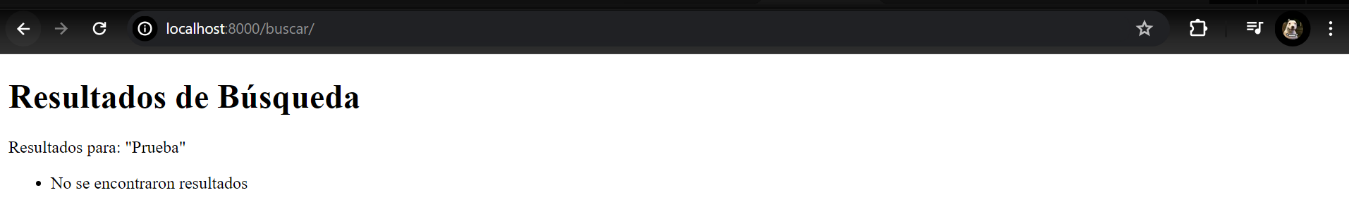 localhost:8000/buscar/
Resultados de Búsqueda
Resultados para: "Prueba"
No se encontraron resultados